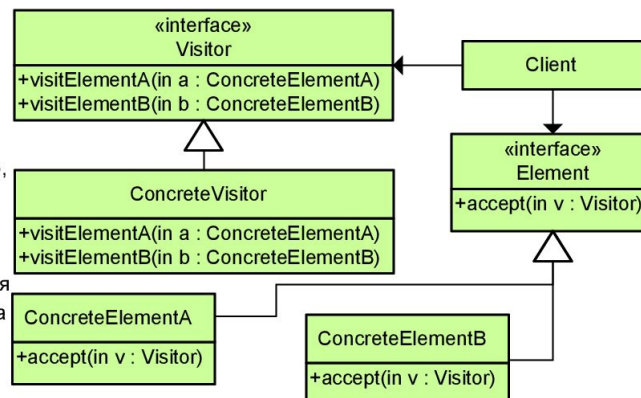 «interface»
Visitor
+visitElementA(in a : ConcreteElementA)
+visitElementB(in b : ConcreteElementB)
Client
«interface»
Element
+accept(in v : Visitor)
ConcreteVisitor
+visitElementA(in a : ConcreteElementA)
+visitElementB(in b : ConcreteElementB)
ConcreteElementA
+accept(in v : Visitor)
ConcreteElementB
+accept(in v : Visitor)